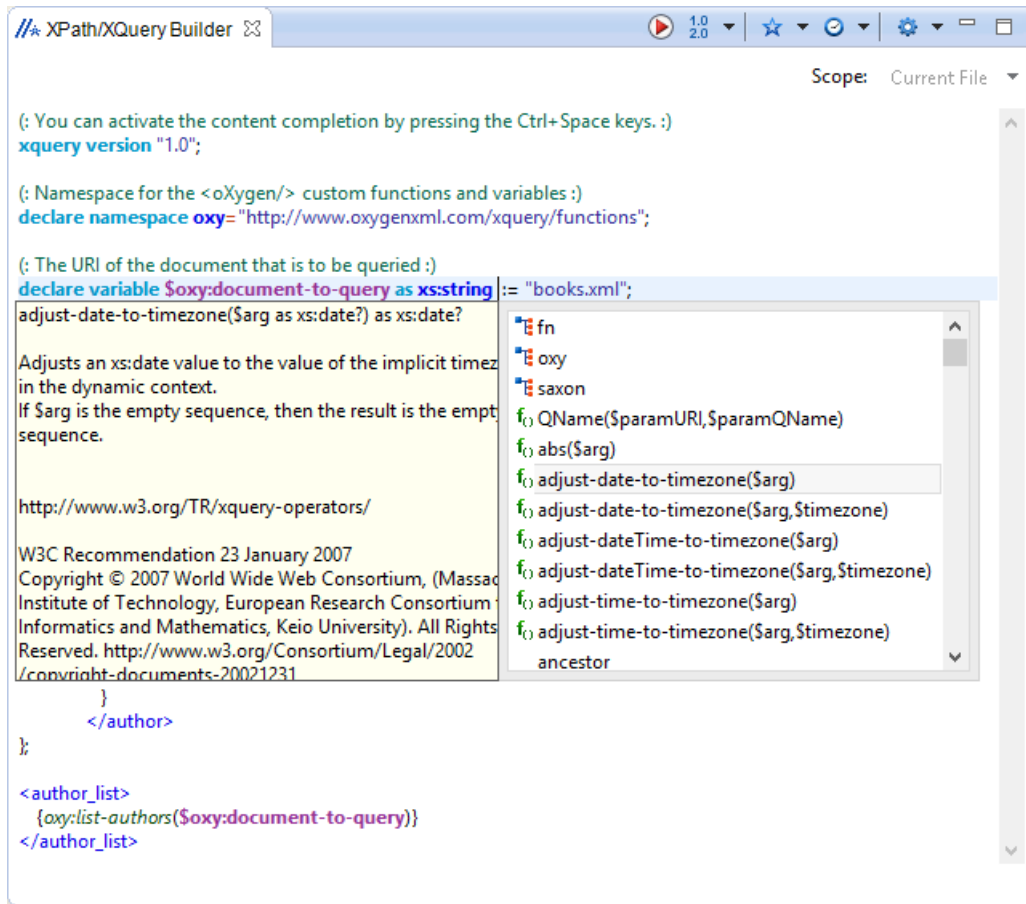 XPath/XQuery Builder
1.0
2.0
Scope: Current File
(: You can activate the content completion by pressing the Ctrl+Space keys. :)
xquery version "1.0";
(: Namespace for the <oXygen/> custom functions and variables :)
declare namespace oxy="http://www.oxygenxml.com/xquery/functions";
(: The URI of the document that is to be queried :)
declare variable $oxy:document-to-query as xs:string := "books.xml";
adjust-date-to-timezone($arg as xs:date?) as xs:date?
Adjusts an xs:date value to the value of the implicit timez
in the dynamic context.
If $arg is the empty sequence, then the result is the empt
sequence.
http://www.w3.org/TR/xquery-operators/
W3C Recommendation 23 January 2007
Copyright © 2007 World Wide Web Consortium, (Massac
Institute of Technology, European Research Consortium
Informatics and Mathematics, Keio University). All Rights
Reserved. http://www.w3.org/Consortium/Legal/2002
/copyright-documents-20021231
fn
oxy
saxon
f() QName($paramURI,$paramQName)
f() abs($arg)
f() adjust-date-to-timezone($arg)
f() adjust-date-to-timezone($arg,$timezone)
f() adjust-dateTime-to-timezone($arg)
f() adjust-dateTime-to-timezone($arg,$timezone)
f() adjust-time-to-timezone($arg)
f() adjust-time-to-timezone($arg,$timezone)
ancestor
}
</author>
};
<author_list>
{oxy:list-authors($oxy:document-to-query)}
</author_list>